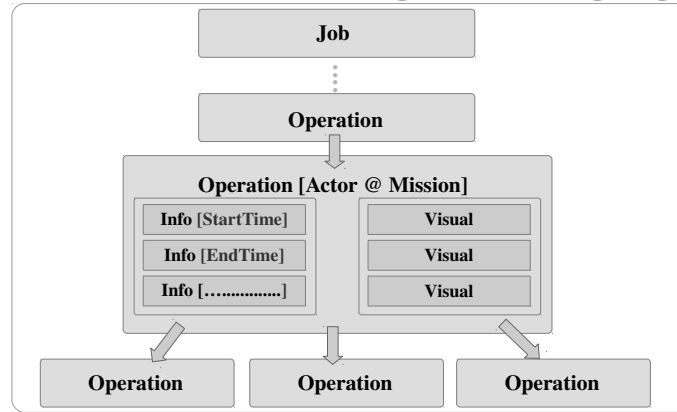 Job
Operation
Operation [Actor @ Mission]
Info [StartTime]
Visual
Info [EndTime]
Visual
Info [….............]
Visual
Operation
Operation
Operation